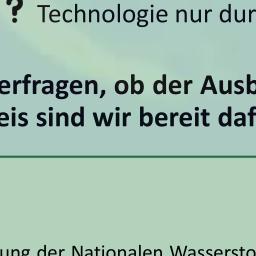 ? Technologie nur dur
erfragen, ob der Ausb
eis sind wir bereit daf
ung der Nationalen Wassersto